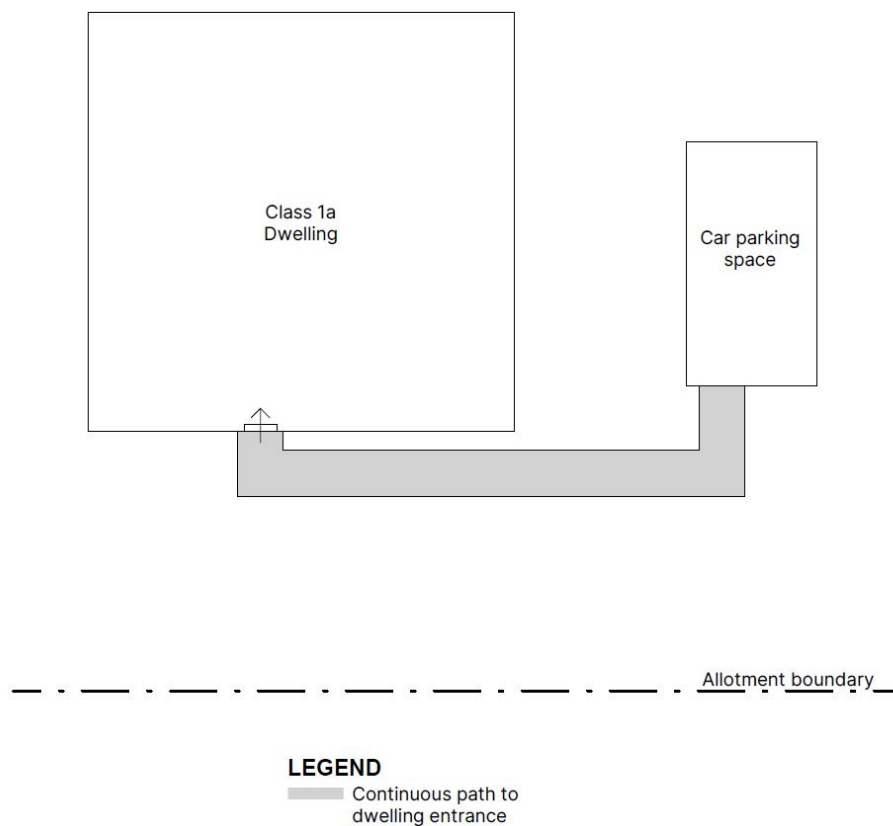 Class 1a
Dwelling
Car parking
space
Allotment boundary
LEGEND
Continuous path to
dwelling entrance